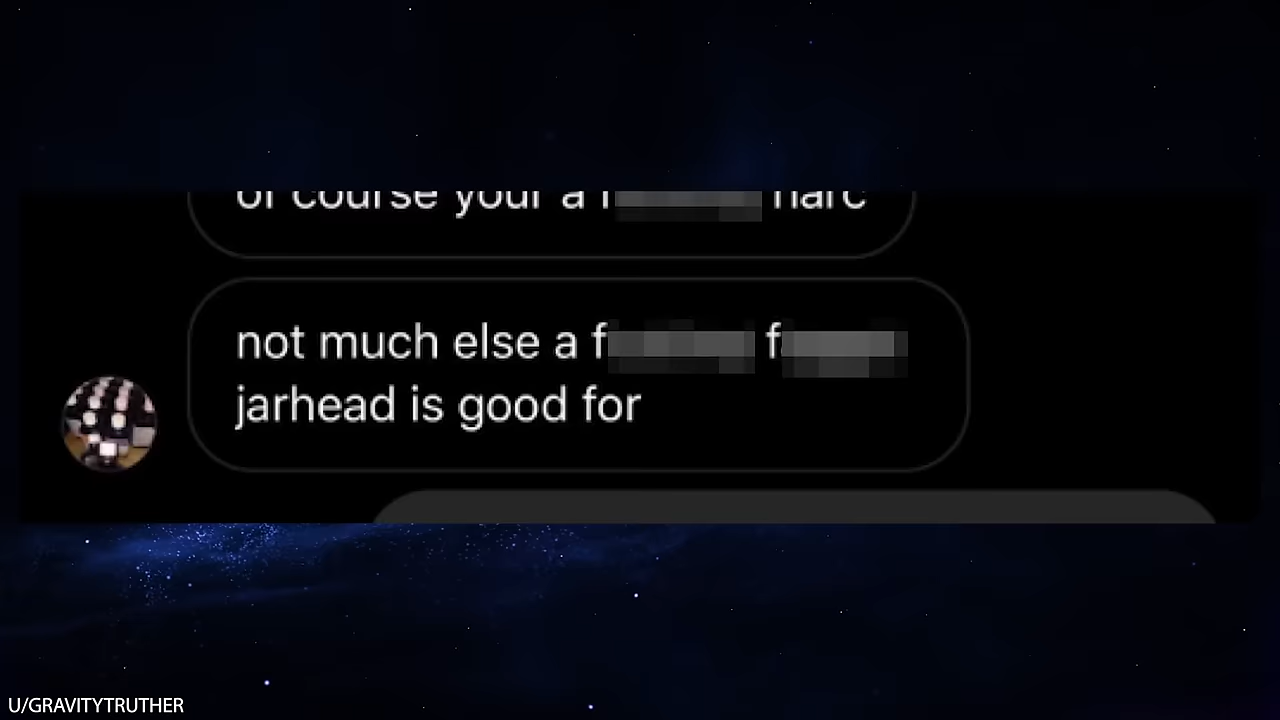 of course your a f narc
not much else a f f
jarhead is good for
U/GRAVITYTRUTHER